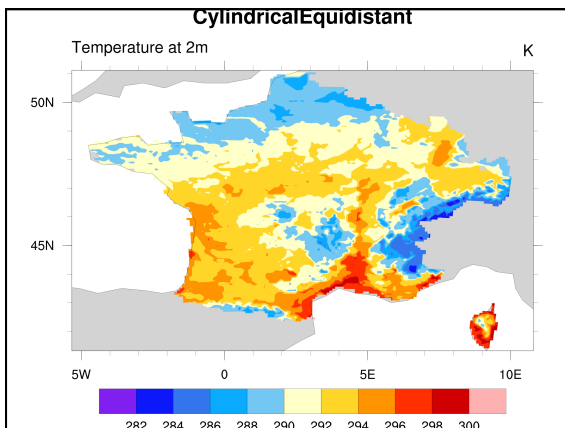 CylindricalEquidistant
Temperature at 2m K
50N
45N
5W 0 5E 10E
282 284 286 288 290 292 294 296 298 300